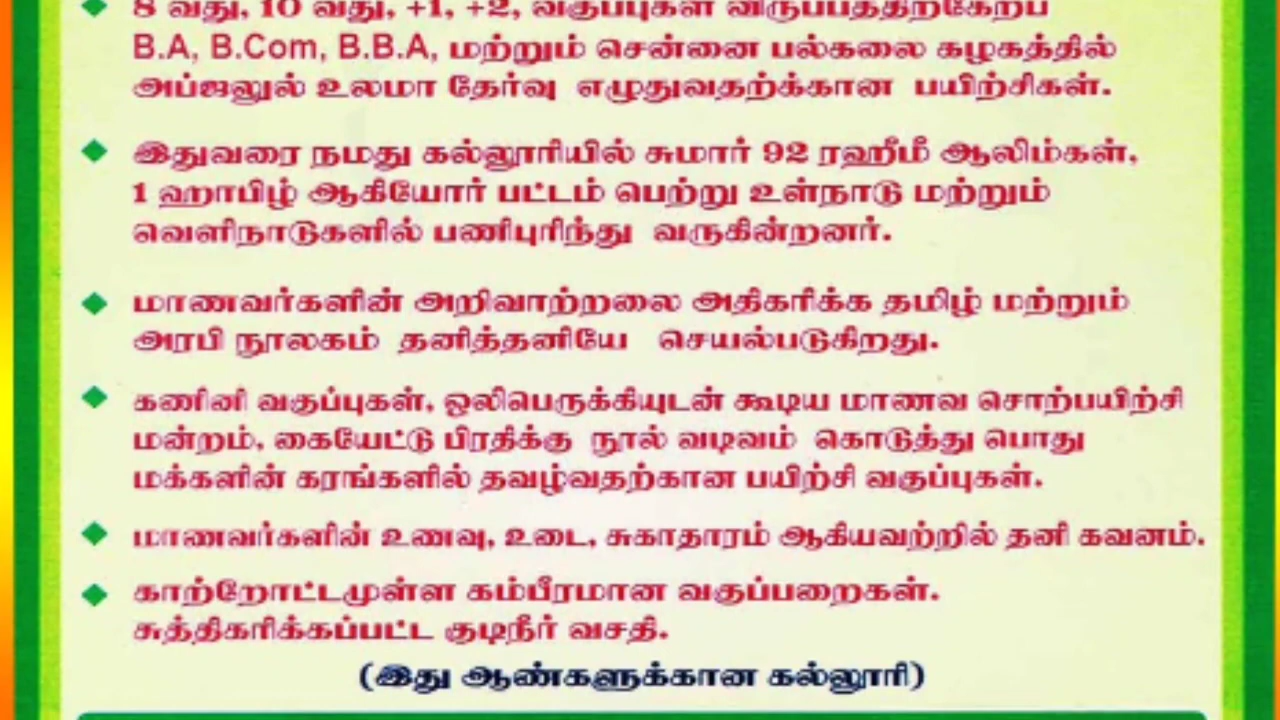 8 வது, 10 வது, +1, +2, வகுப்புகள் விருப்பத்திற்கேற்ப
B.A, B.Com, B.B.A, மற்றும் சென்னை பல்கலை கழகத்தில்
அப்ஜலுல் உலமா தேர்வு எழுதுவதற்க்கான பயிற்சிகள்.
இதுவரை நமது கல்லூரியில் சுமார் 92 ரஹீமீ ஆலிம்கள்,
1 ஹாபிழ் ஆகியோர் பட்டம் பெற்று உள்நாடு மற்றும்
வெளிநாடுகளில் பணிபுரிந்து வருகின்றனர்.
மாணவர்களின் அறிவாற்றலை அதிகரிக்க தமிழ் மற்றும்
அரபி நூலகம் தனித்தனியே செயல்படுகிறது.
கணினி வகுப்புகள், ஒலிபெருக்கியுடன் கூடிய மாணவ சொற்பயிற்சி
மன்றம், கையேட்டு பிரதிக்கு நூல் வடிவம் கொடுத்து பொது
மக்களின் கரங்களில் தவழ்வதற்கான பயிற்சி வகுப்புகள்.
மாணவர்களின் உணவு, உடை, சுகாதாரம் ஆகியவற்றில் தனி கவனம்.
காற்றோட்டமுள்ள கம்பீரமான வகுப்பறைகள்.
சுத்திகரிக்கப்பட்ட குடிநீர் வசதி.
(இது ஆண்களுக்கான கல்லூரி)